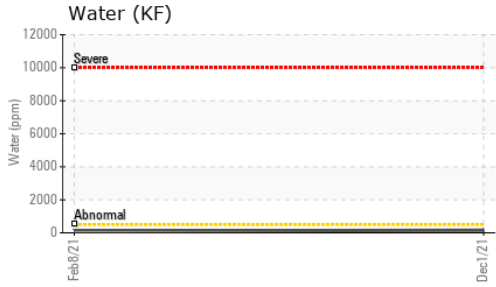 Water (KF)
12000
10000
8000
6000
4000
2000
0
Water (ppm)
Severe
Abnormal
Feb8/21
Dec1/21